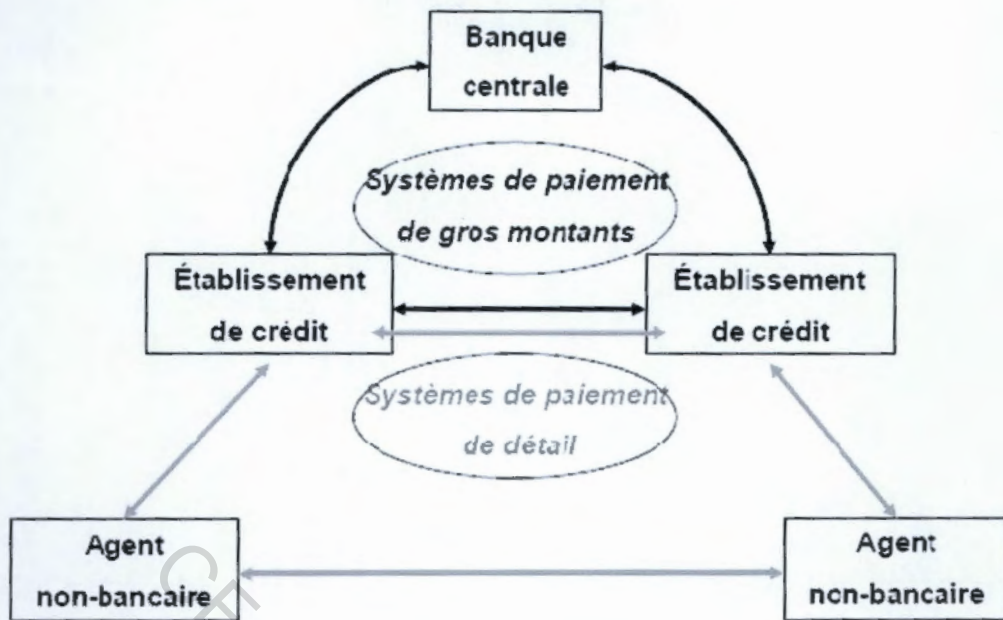 Banque
centrale
Systèmes de paiement
de gros montants
Établissement
de crédit
Établissement
de crédit
Systèmes de paiement
de détail
Agent
non-bancaire
Agent
non-bancaire